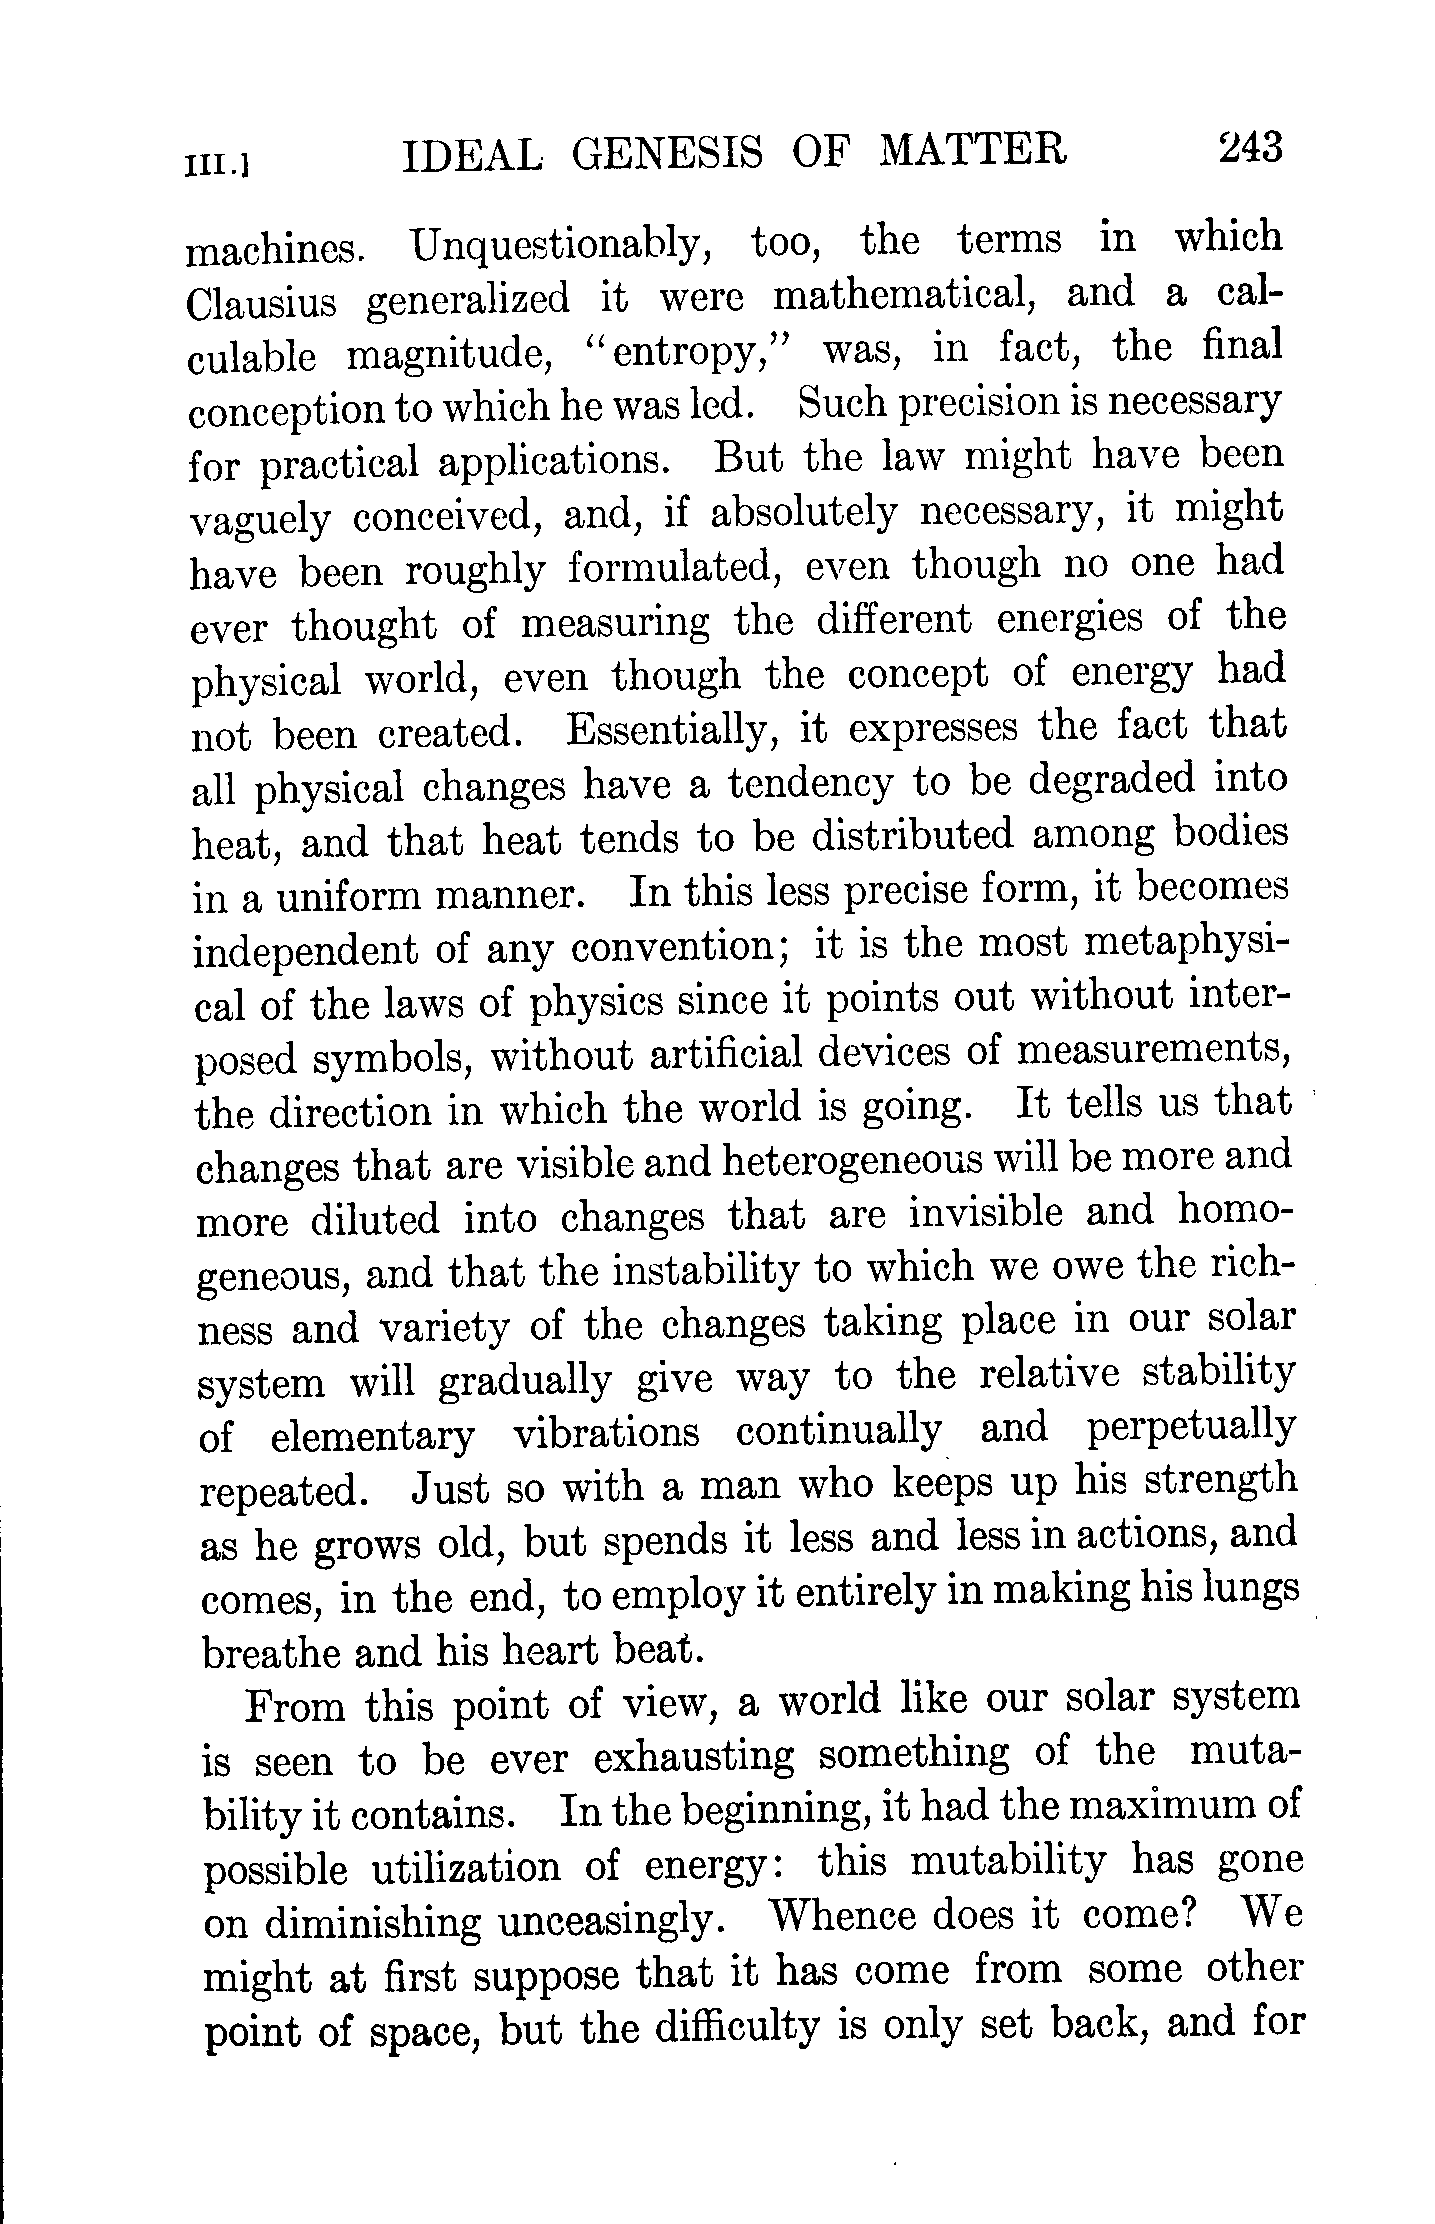 III.] IDEAL GENESIS OF MATTER 243
machines. Unquestionably, too, the terms in which
Clausius generalized it were mathematical, and a cal-
culable magnitude, "entropy," was, in fact, the final
conception to which he was led. Such precision is necessary
for practical applications. But the law might have been
vaguely conceived, and, if absolutely necessary, it might
have been roughly formulated, even though no one had
ever thought of measuring the different energies of the
physical world, even though the concept of energy had
not been created. Essentially, it expresses the fact that
all physical changes have a tendency to be degraded into
heat, and that heat tends to be distributed among bodies
in a uniform manner. In this less precise form, it becomes
independent of any convention; it is the most metaphysi-
cal of the laws of physics since it points out without inter-
posed symbols, without artificial devices of measurements,
the direction in which the world is going. It tells us that
changes that are visible and heterogeneous will be more and
more diluted into changes that are invisible and homo-
geneous, and that the instability to which we owe the rich-
ness and variety of the changes taking place in our solar
system will gradually give way to the relative stability
of elementary vibrations continually and perpetually
repeated. Just so with a man who keeps up his strength
as he grows old, but spends it less and less in actions, and
comes, in the end, to employ it entirely in making his lungs
breathe and his heart beat.
From this point of view, a world like our solar system
is seen to be ever exhausting something of the muta-
bility it contains. In the beginning, it had the maximum of
possible utilization of energy: this mutability has gone
on diminishing unceasingly. Whence does it come? We
might at first suppose that it has come from some other
point of space, but the difficulty is only set back, and for